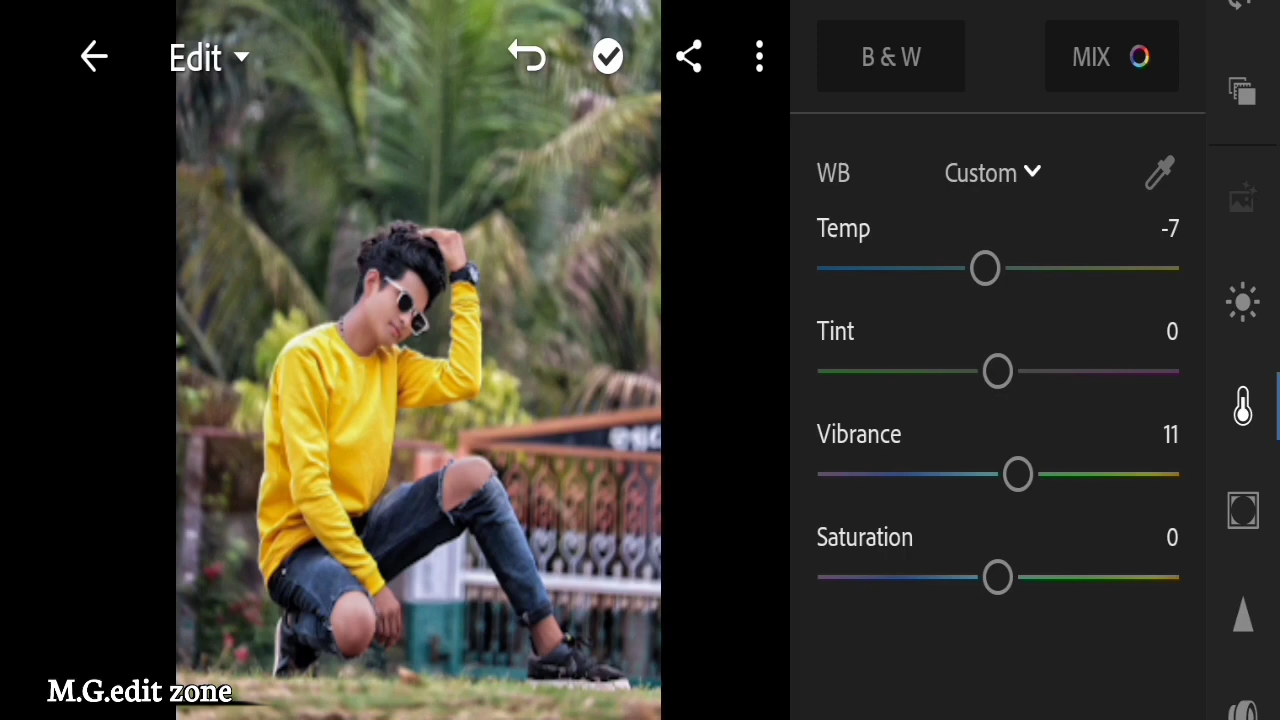 Edit
B & W
MIX
WB
Custom
Temp
-7
Tint
0
Vibrance
11
Saturation
0
M.G.edit zone